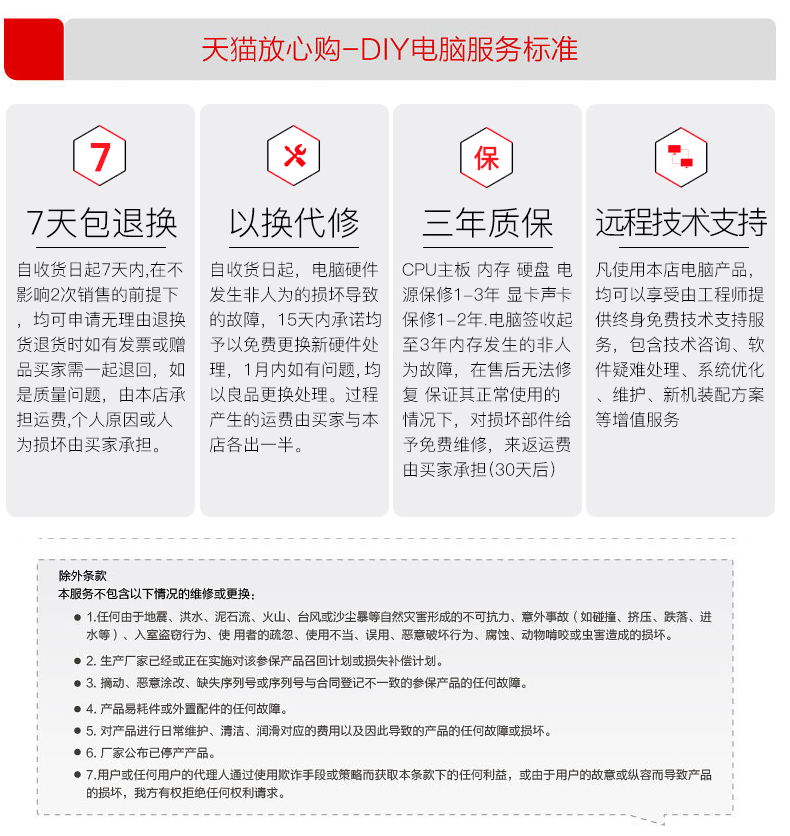 天猫放心购-DIY电脑服务标准
7
7天包退换
自收货日起7天内,在不
影响2次销售的前提下
，均可申请无理由退换
货退货时如有发票或赠
品买家需一起退回，如
是质量问题，由本店承
担运费,个人原因或人
为损坏由买家承担。
以换代修
自收货日起，电脑硬件
发生非人为的损坏导致
的故障，15天内承诺均
予以免费更换新硬件处
理，1月内如有问题,均
以良品更换处理。过程
产生的运费由买家与本
店各出一半。
保
三年质保
CPU主板 内存 硬盘 电
源保修1-3年 显卡声卡
保修1-2年.电脑签收起
至3年内存发生的非人
为故障，在售后无法修
复 保证其正常使用的
情况下，对损坏部件给
予免费维修，来返运费
由买家承担(30天后)
远程技术支持
凡使用本店电脑产品，
均可以享受由工程师提
供终身免费技术支持服
务，包含技术咨询、软
件疑难处理、系统优化
、维护、新机装配方案
等增值服务
除外条款
本服务不包含以下情况的维修或更换：
● 1.任何由于地震、洪水、泥石流、火山、台风或沙尘暴等自然灾害形成的不可抗力、意外事故（如碰撞、挤压、跌落、进
水等）、入室盗窃行为、使 用者的疏忽、使用不当、误用、恶意破坏行为、腐蚀、动物啃咬或虫害造成的损坏。
● 2. 生产厂家已经或正在实施对该参保产品召回计划或损失补偿计划。
● 3. 摘动、恶意涂改、缺失序列号或序列号与合同登记不一致的参保产品的任何故障。
● 4. 产品易耗件或外置配件的任何故障。
● 5. 对产品进行日常维护、清洁、润滑对应的费用以及因此导致的产品的任何故障或损坏。
● 6. 厂家公布已停产产品。
● 7.用户或任何用户的代理人通过使用欺诈手段或策略而获取本条款下的任何利益，或由于用户的故意或纵容而导致产品
的损坏，我方有权拒绝任何权利请求。